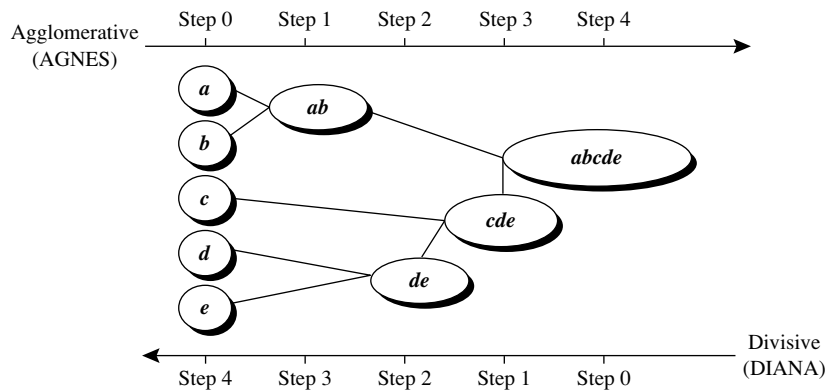 Step 0 Step 1 Step 2 Step 3 Step 4
Agglomerative
(AGNES)
a
ab
b
abcde
c
cde
d
de
e
Divisive
(DIANA)
Step 4 Step 3 Step 2 Step 1 Step 0